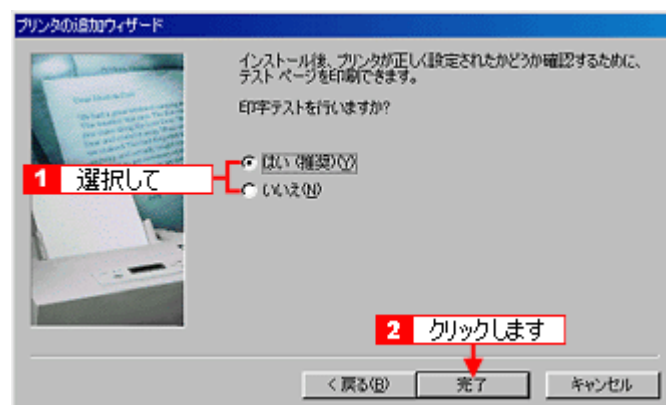 プリンタの追加ウィザード
インストール後、プリンタが正しく設定されたかどうか確認するために、
テスト ページを印刷できます。
印字テストを行いますか?
はい (推奨)(Y)
1 選択して
いいえ(N)
2 クリックします
< 戻る(B)
完了
キャンセル